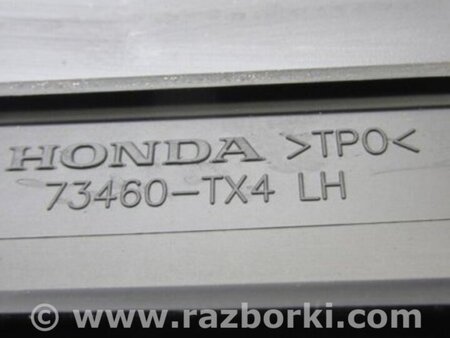 HONDA >TPO<
73460-TX4 LH
© www.razborki.com